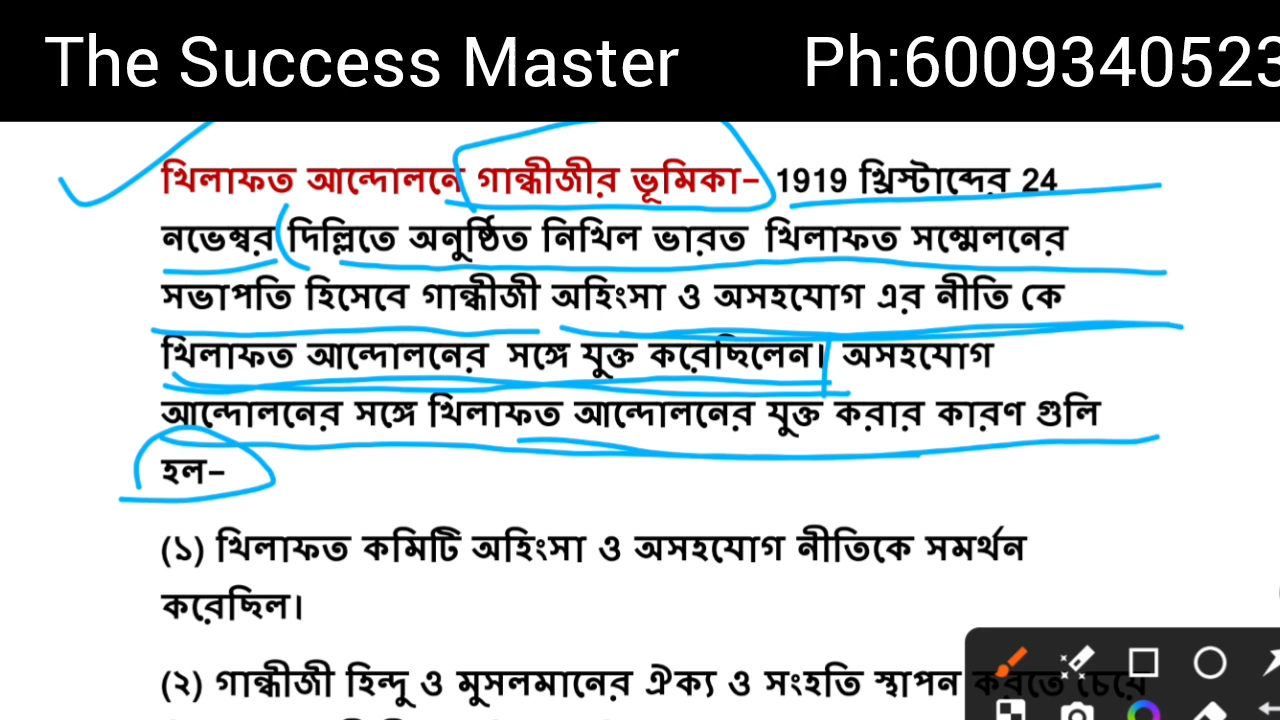 The Success Master Ph:6009340523
খিলাফত আন্দোলনে গান্ধীজীর ভূমিকা- 1919 খ্রিস্টাব্দের 24
নভেম্বর দিল্লিতে অনুষ্ঠিত নিখিল ভারত খিলাফত সম্মেলনের
সভাপতি হিসেবে গান্ধীজী অহিংসা ও অসহযোগ এর নীতি কে
খিলাফত আন্দোলনের সঙ্গে যুক্ত করেছিলেন। অসহযোগ
আন্দোলনের সঙ্গে খিলাফত আন্দোলনের যুক্ত করার কারণ গুলি
হল-
(১) খিলাফত কমিটি অহিংসা ও অসহযোগ নীতিকে সমর্থন
করেছিল।
(২) গান্ধীজী হিন্দু ও মুসলমানের ঐক্য ও সংহতি স্থাপন করতে চেয়ে